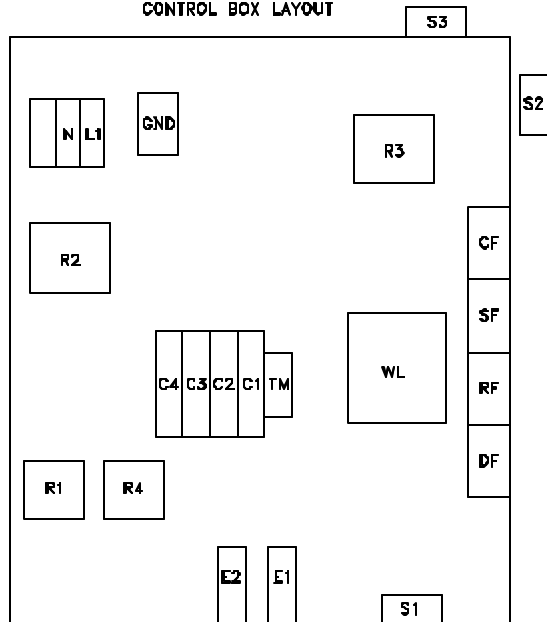 CONTROL BOX LAYOUT
S3
S2
N L1
GND
R3
R2
CF
SF
WL
RF
C4 C3 C2 C1 TM
DF
R1 R4
E2 E1
S1